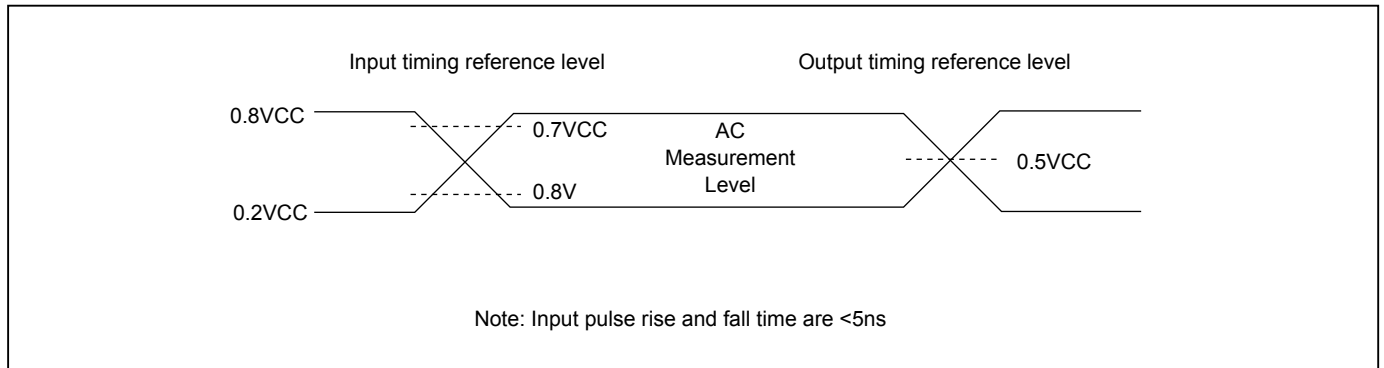 Input timing reference level
Output timing reference level
0.8VCC
0.7VCC
AC
Measurement
Level
0.5VCC
0.8V
0.2VCC
Note: Input pulse rise and fall time are <5ns